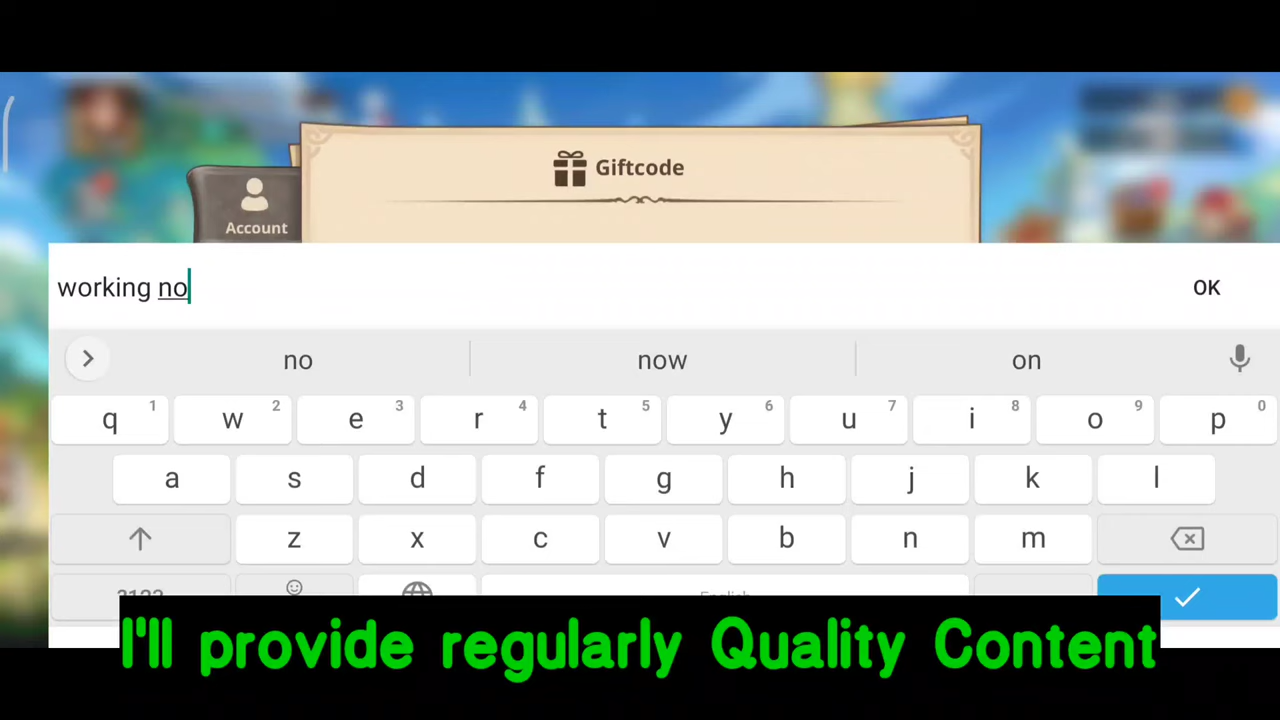 Giftcode
Account
working no
OK
no now on
q 1 w 2 e 3 r 4 t 5 y 6 u 7 i 8 o 9 p 0
a s d f g h j k l
z x c v b n m
English
I'll provide regularly Quality Content